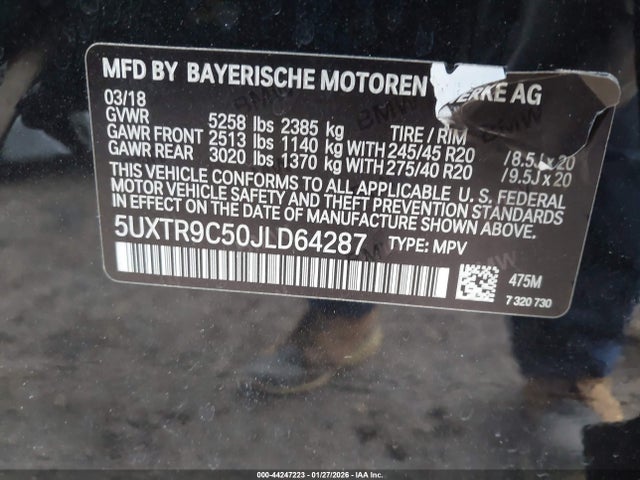 MFD BY BAYERISCHE MOTOREN WERKE AG
03/18
GVWR 5258 lbs 2385 kg TIRE / RIM
GAWR FRONT 2513 lbs 1140 kg WITH 245/45 R20 / 8.5J x 20
GAWR REAR 3020 lbs 1370 kg WITH 275/40 R20 / 9.5J x 20
THIS VEHICLE CONFORMS TO ALL APPLICABLE U. S. FEDERAL
MOTOR VEHICLE SAFETY AND THEFT PREVENTION STANDARDS
IN EFFECT ON THE DATE OF MANUFACTURE SHOWN ABOVE.
5UXTR9C50JLD64287 TYPE: MPV
475M
7 320 730
000-44247223 - 01/27/2026 - IAA Inc.